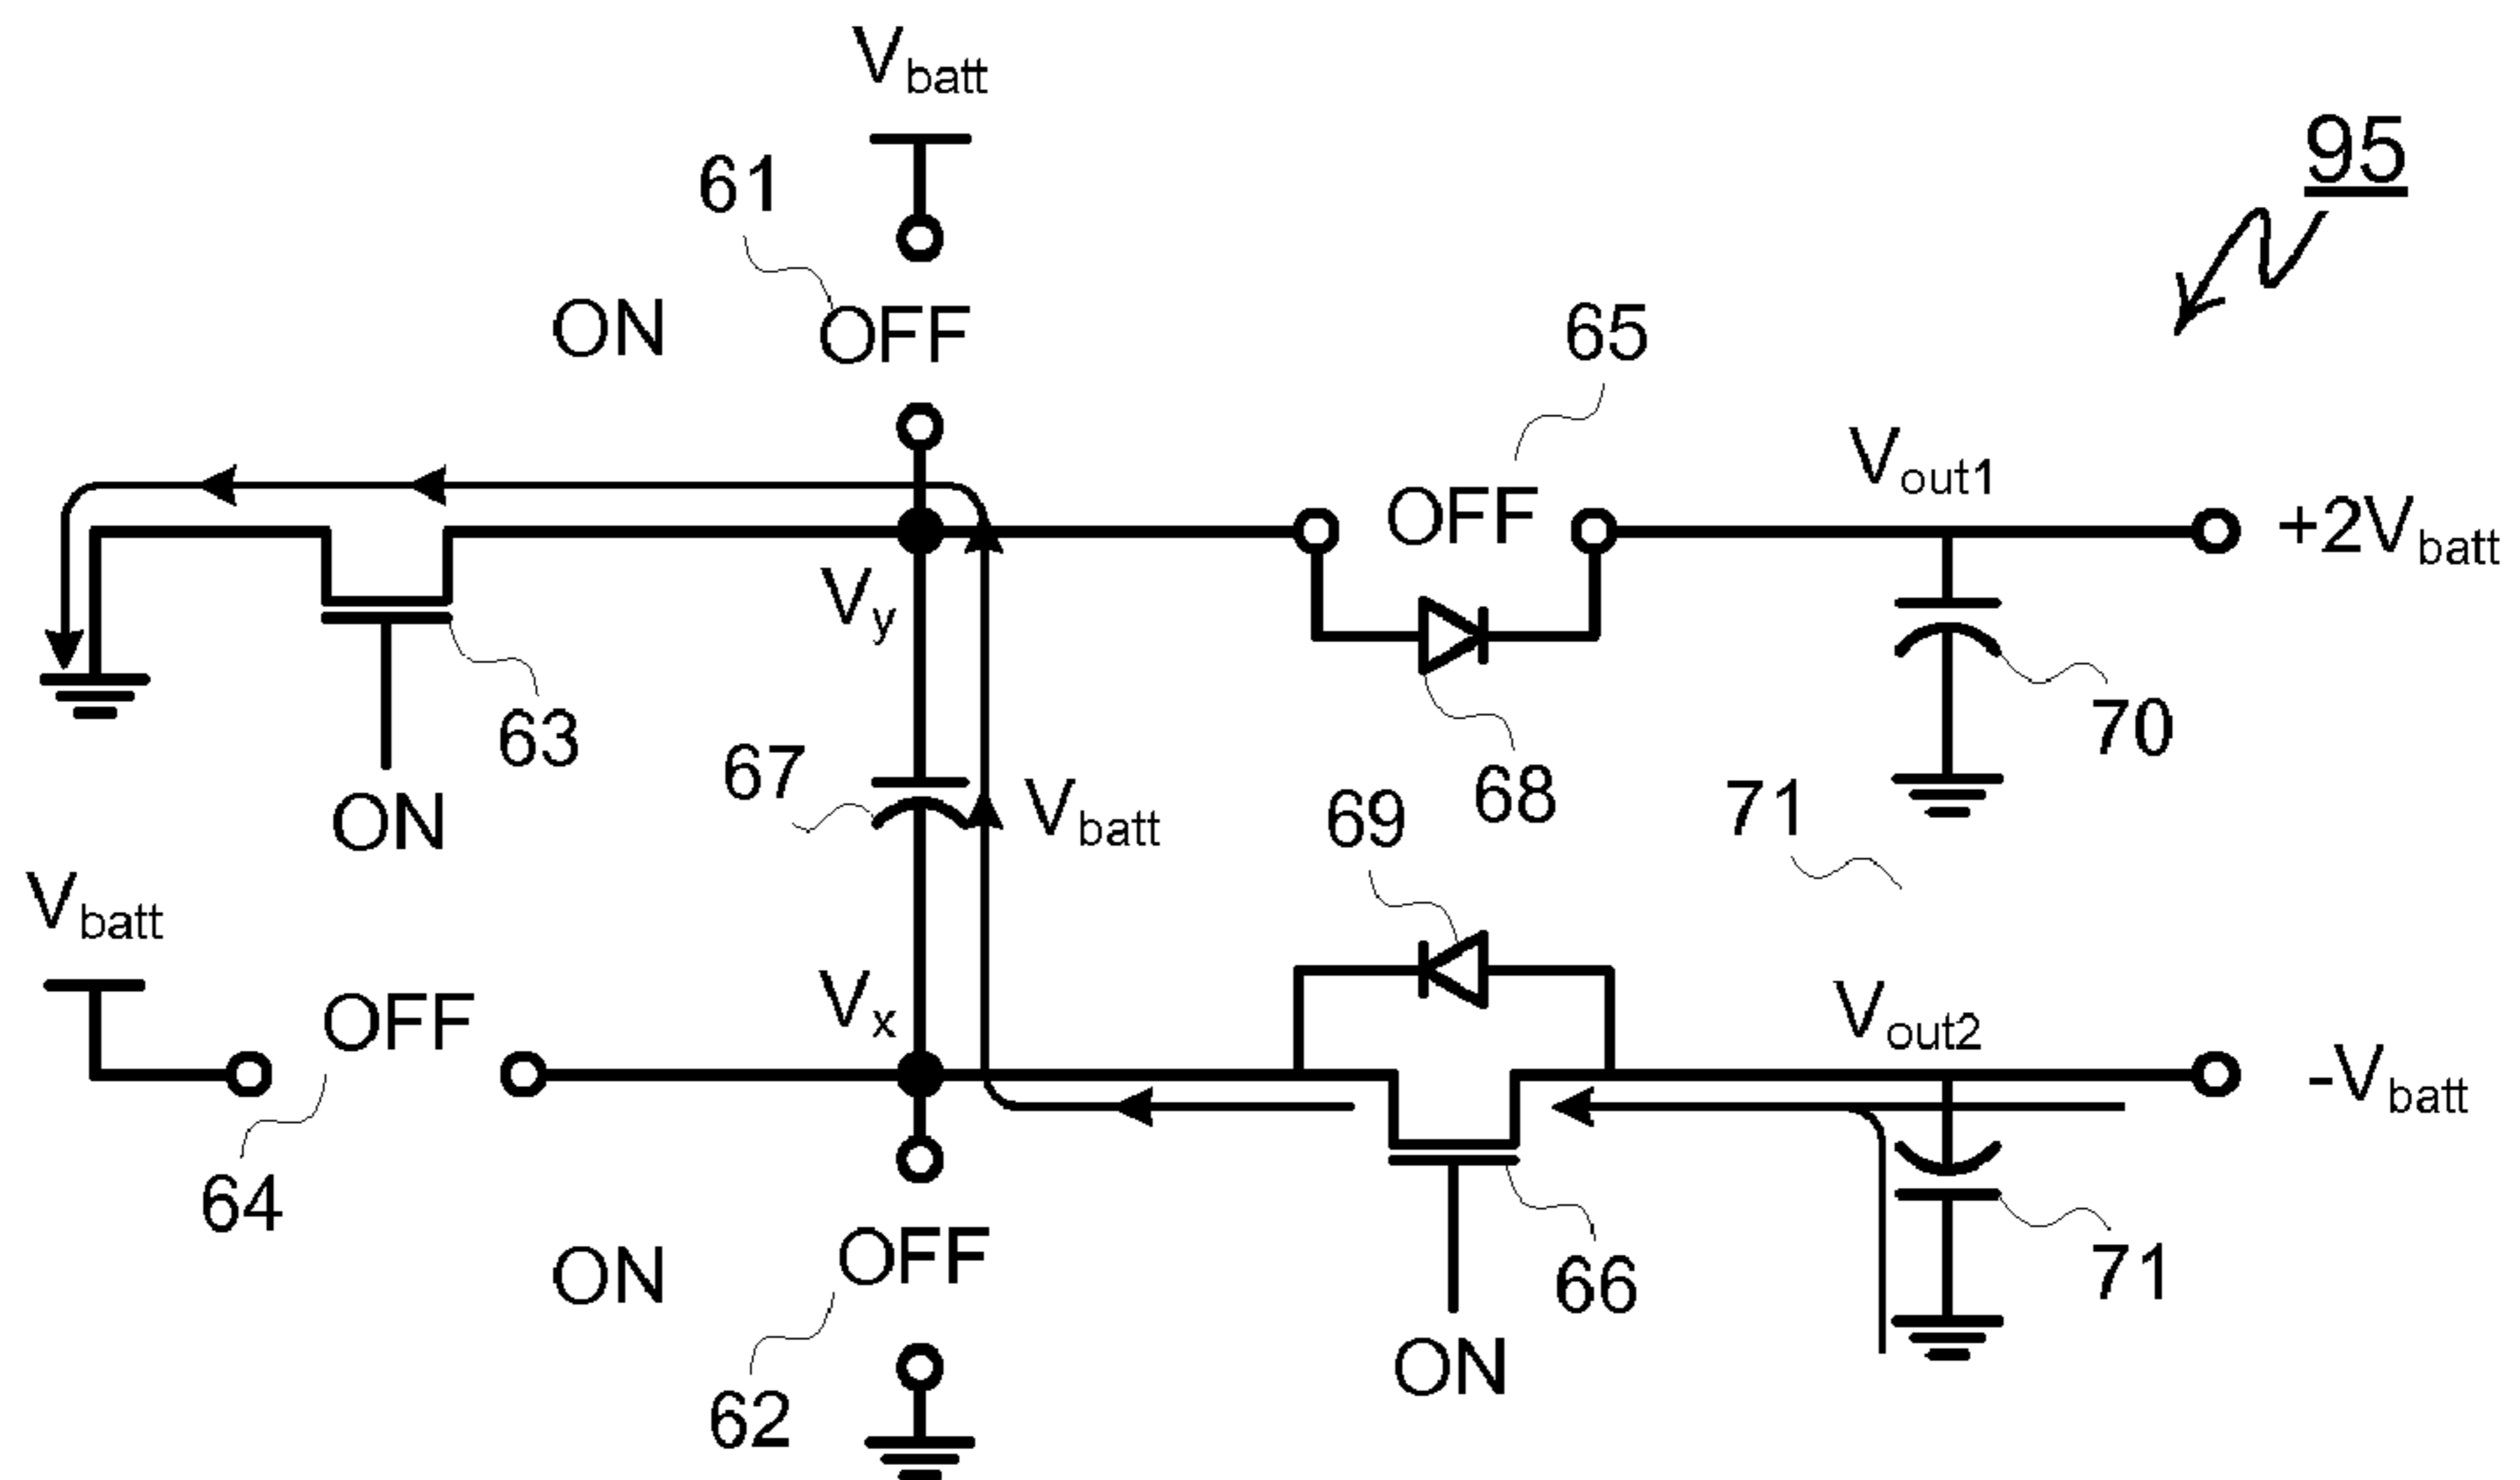 Vbatt
95
61
ON
OFF
65
OFF
Vout1
+2Vbatt
Vy
63
ON
67
Vbatt
68
70
69
71
Vbatt
OFF
Vx
Vout2
-Vbatt
64
ON
OFF
66
71
ON
62